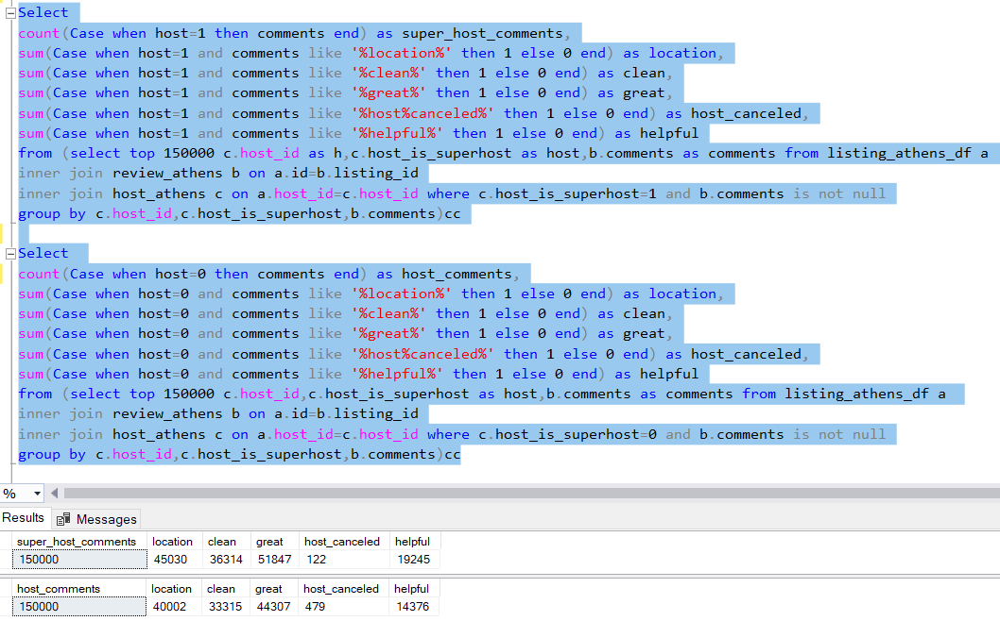 Select
count(Case when host=1 then comments end) as super_host_comments,
sum(Case when host=1 and comments like '%location%' then 1 else 0 end) as location,
sum(Case when host=1 and comments like '%clean%' then 1 else 0 end) as clean,
sum(Case when host=1 and comments like '%great%' then 1 else 0 end) as great,
sum(Case when host=1 and comments like '%host%canceled%' then 1 else 0 end) as host_canceled,
sum(Case when host=1 and comments like '%helpful%' then 1 else 0 end) as helpful
from (select top 150000 c.host_id as h,c.host_is_superhost as host,b.comments as comments from listing_athens_df a
inner join review_athens b on a.id=b.listing_id
inner join host_athens c on a.host_id=c.host_id where c.host_is_superhost=1 and b.comments is not null
group by c.host_id,c.host_is_superhost,b.comments)cc
Select
count(Case when host=0 then comments end) as host_comments,
sum(Case when host=0 and comments like '%location%' then 1 else 0 end) as location,
sum(Case when host=0 and comments like '%clean%' then 1 else 0 end) as clean,
sum(Case when host=0 and comments like '%great%' then 1 else 0 end) as great,
sum(Case when host=0 and comments like '%host%canceled%' then 1 else 0 end) as host_canceled,
sum(Case when host=0 and comments like '%helpful%' then 1 else 0 end) as helpful
from (select top 150000 c.host_id,c.host_is_superhost as host,b.comments as comments from listing_athens_df a
inner join review_athens b on a.id=b.listing_id
inner join host_athens c on a.host_id=c.host_id where c.host_is_superhost=0 and b.comments is not null
group by c.host_id,c.host_is_superhost,b.comments)cc
%
Results Messages
super_host_comments location clean great host_canceled helpful
150000 45030 36314 51847 122 19245
host_comments location clean great host_canceled helpful
150000 40002 33315 44307 479 14376